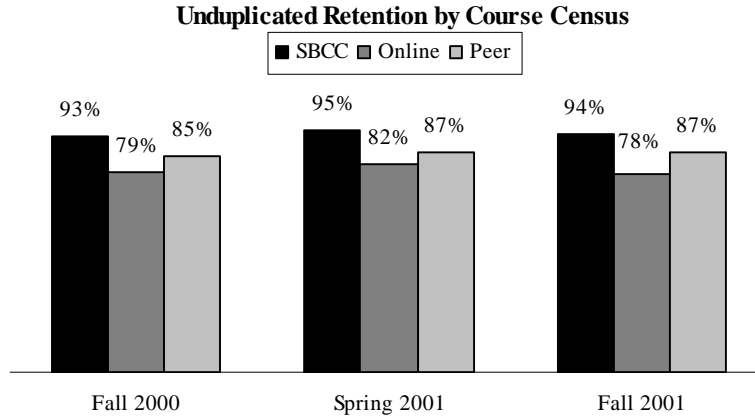 Unduplicated Retention by Course Census
SBCC Online Peer
93% 79% 85% 95% 82% 87% 94% 78% 87%
Fall 2000 Spring 2001 Fall 2001